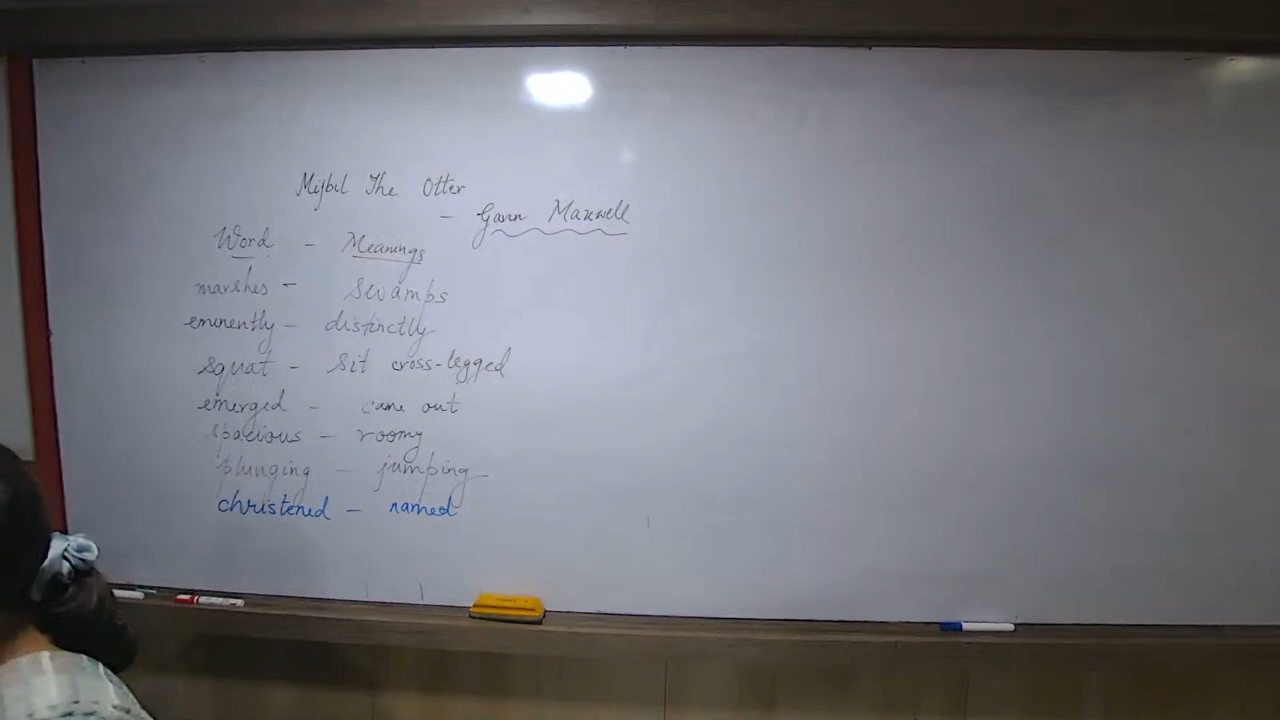 Mijbil The Otter
- Gavin Maxwell
Word - Meanings
marshes - swamps
eminently - distinctly
squat - sit cross-legged
emerged - came out
spacious - roomy
plunging - jumping
christened - named